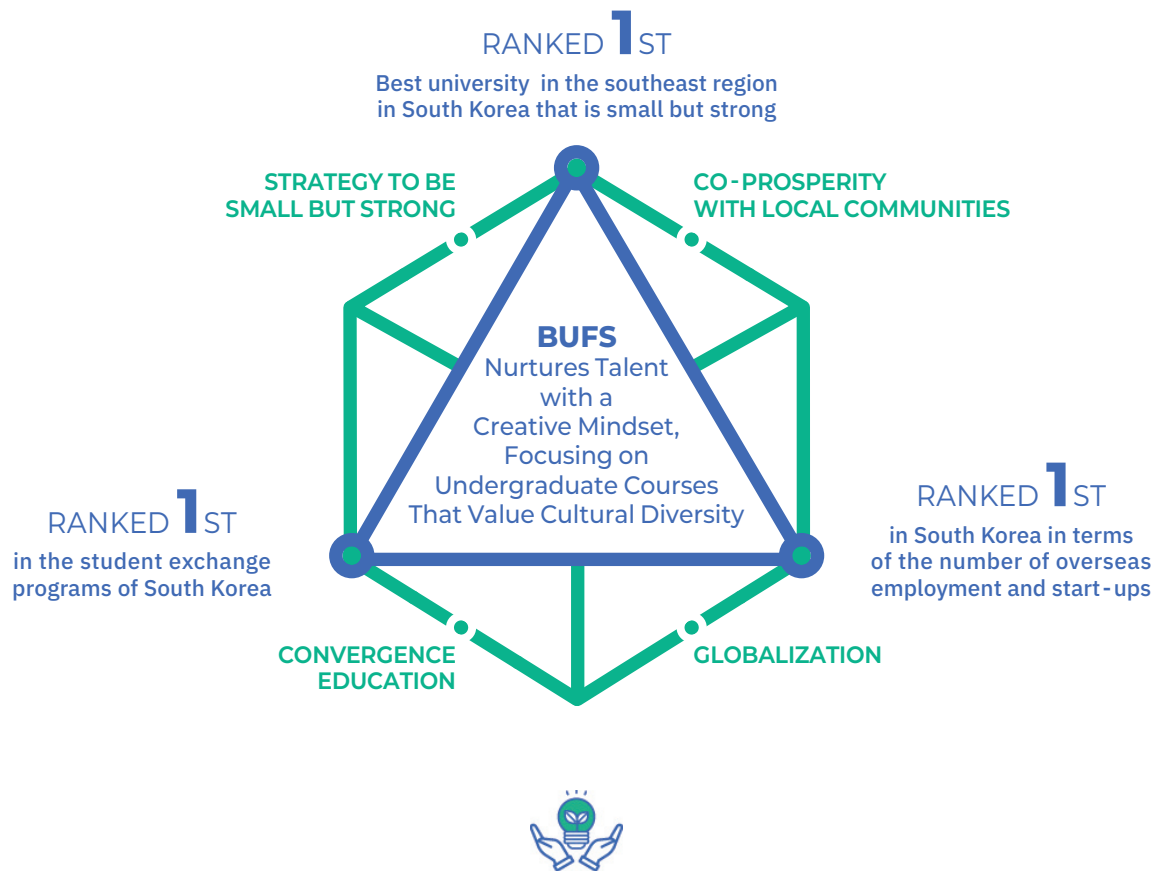 RANKED 1ST
Best university in the southeast region
in South Korea that is small but strong
STRATEGY TO BE
SMALL BUT STRONG
CO-PROSPERITY
WITH LOCAL COMMUNITIES
BUFS
Nurtures Talent
with a
Creative Mindset,
Focusing on
Undergraduate Courses
That Value Cultural Diversity
RANKED 1ST
in the student exchange
programs of South Korea
RANKED 1ST
in South Korea in terms
of the number of overseas
employment and start-ups
CONVERGENCE
EDUCATION
GLOBALIZATION